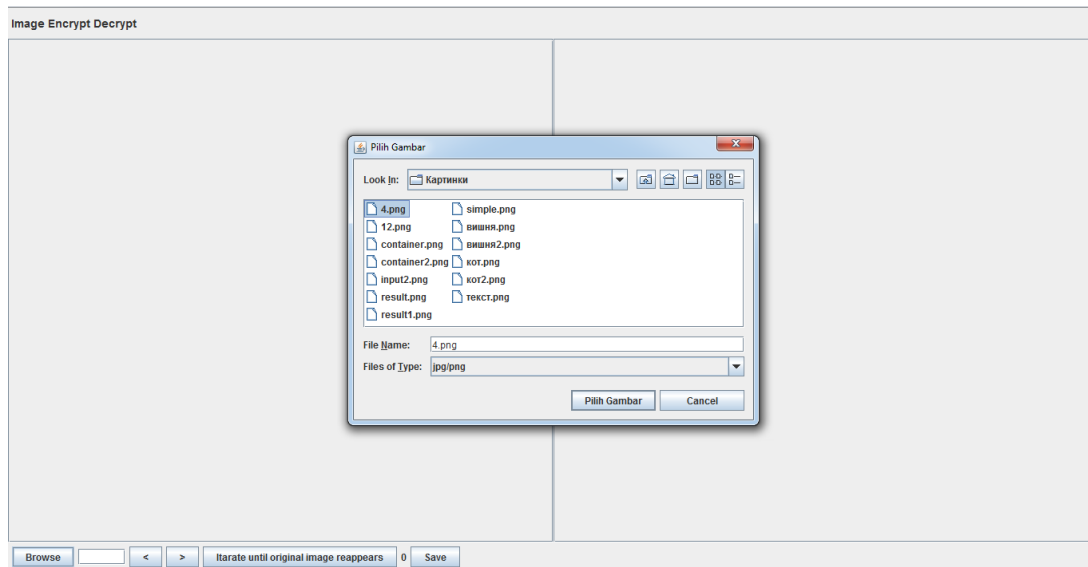 Image Encrypt Decrypt
Pilih Gambar
Look In: Картинки
4.png simple.png
12.png вишня.png
container.png вишня2.png
container2.png кот.png
input2.png кот2.png
result.png текст.png
result1.png
File Name: 4.png
Files of Type: jpg/png
Pilih Gambar Cancel
Browse < > Itarate until original image reappears 0 Save